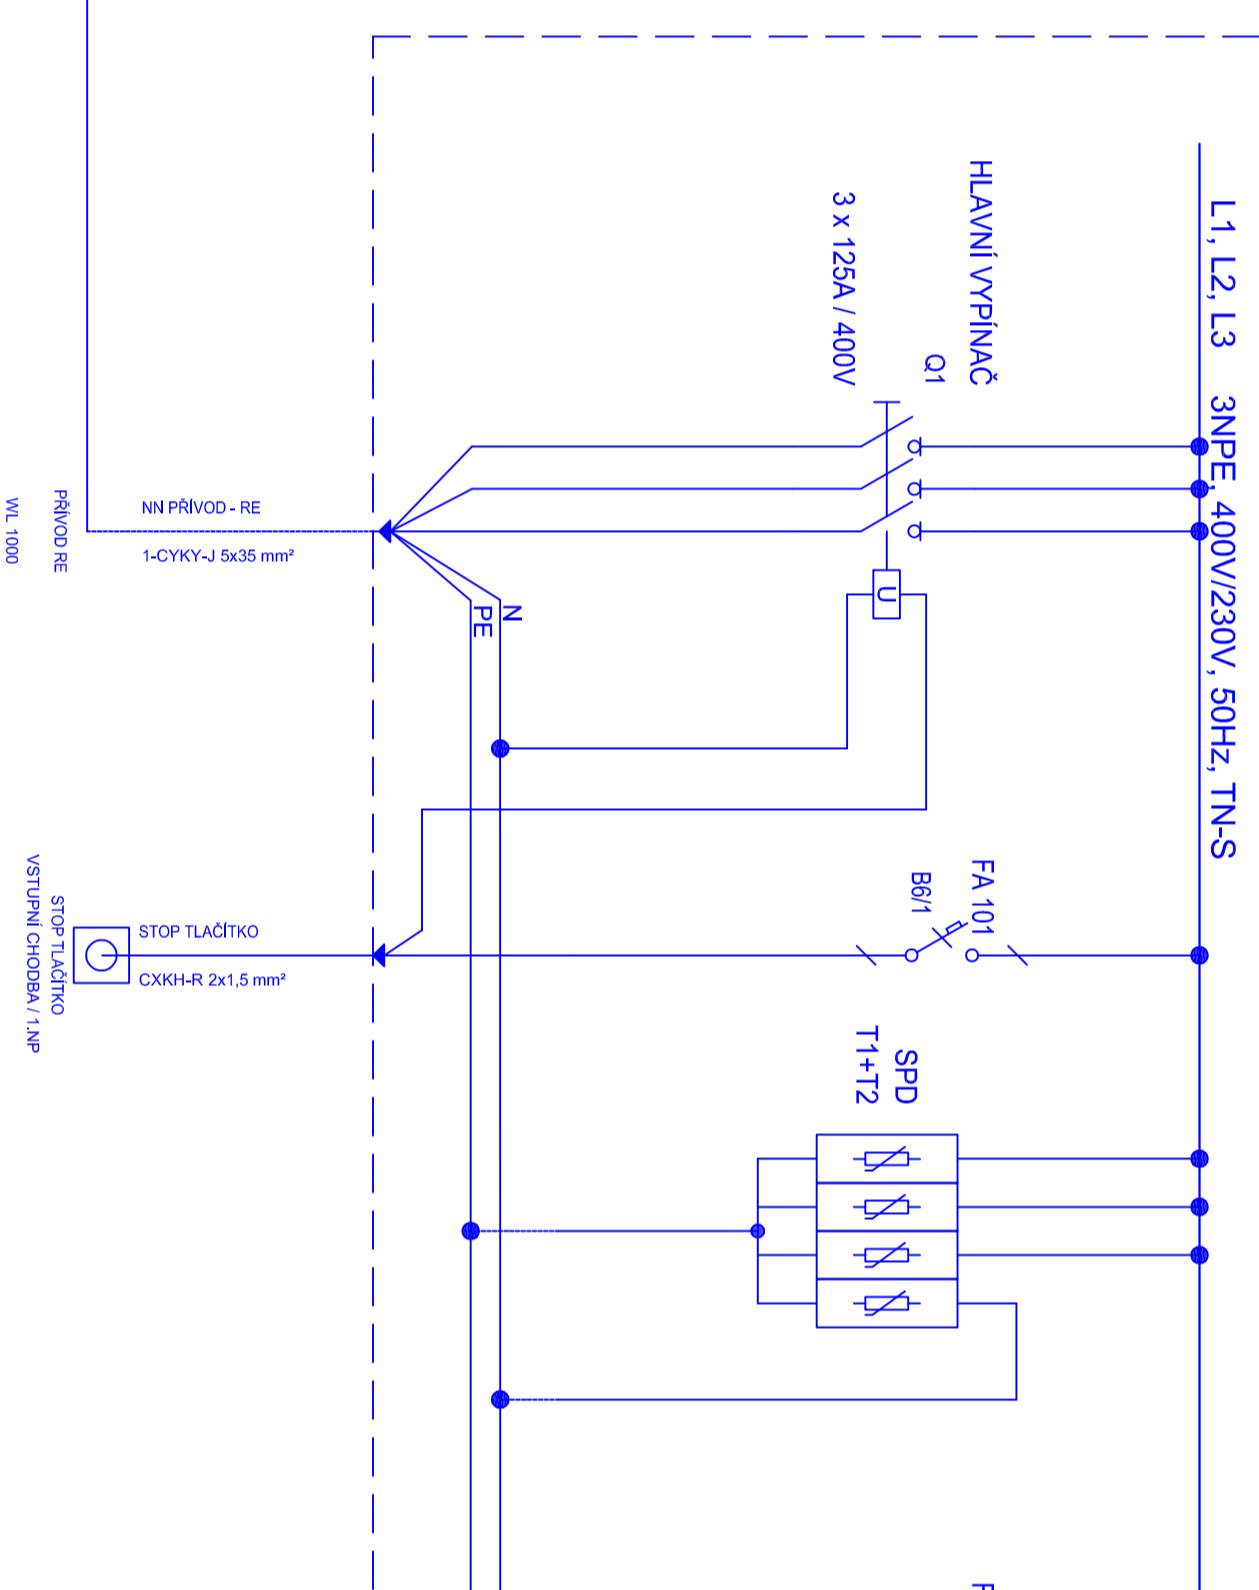 L1, L2, L3 3NPE, 400V/230V, 50Hz, TN-S
HLAVNÍ VYPÍNAČ
Q1
3 x 125A / 400V
U
N
PE
NN PŘÍVOD - RE
1-CYKY-J 5x35 mm²
PŘÍVOD RE
WL 1000
FA 101
B6/1
STOP TLAČÍTKO
CXKH-R 2x1,5 mm²
STOP TLAČÍTKO
VSTUPNÍ CHODBA / 1.NP
SPD
T1+T2